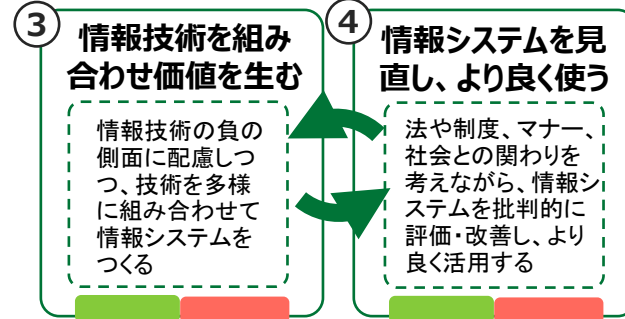 ③
情報技術を組み
合わせ価値を生む
情報技術の負の
側面に配慮しつ
つ、技術を多様
に組み合わせて
情報システムを
つくる
④
情報システムを見
直し、より良く使う
法や制度、マナー、
社会との関わりを
考えながら、情報シ
ステムを批判的に
評価・改善し、より
良く活用する